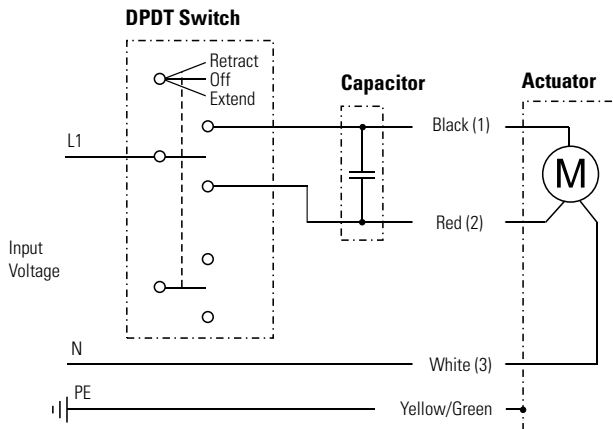 DPDT Switch
Retract
Off
Extend
Capacitor
Actuator
L1
Black (1)
M
Red (2)
Input
Voltage
N
White (3)
PE
Yellow/Green